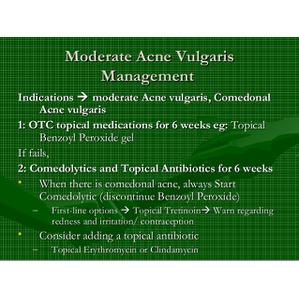 Moderate Acne Vulgaris
Management
Indications → moderate Acne vulgaris, Comedonal
Acne vulgaris
1: OTC topical medications for 6 weeks eg: Topical
Benzoyl Peroxide gel
If fails,
2: Comedolytics and Topical Antibiotics for 6 weeks
• When there is comedonal acne, always Start
Comedolytic (discontinue Benzoyl Peroxide)
– First-line options → Topical Tretinoin→ Warn regarding
redness and irritation/ contraception
• Consider adding a topical antibiotic
– Topical Erythromycin or Clindamycin